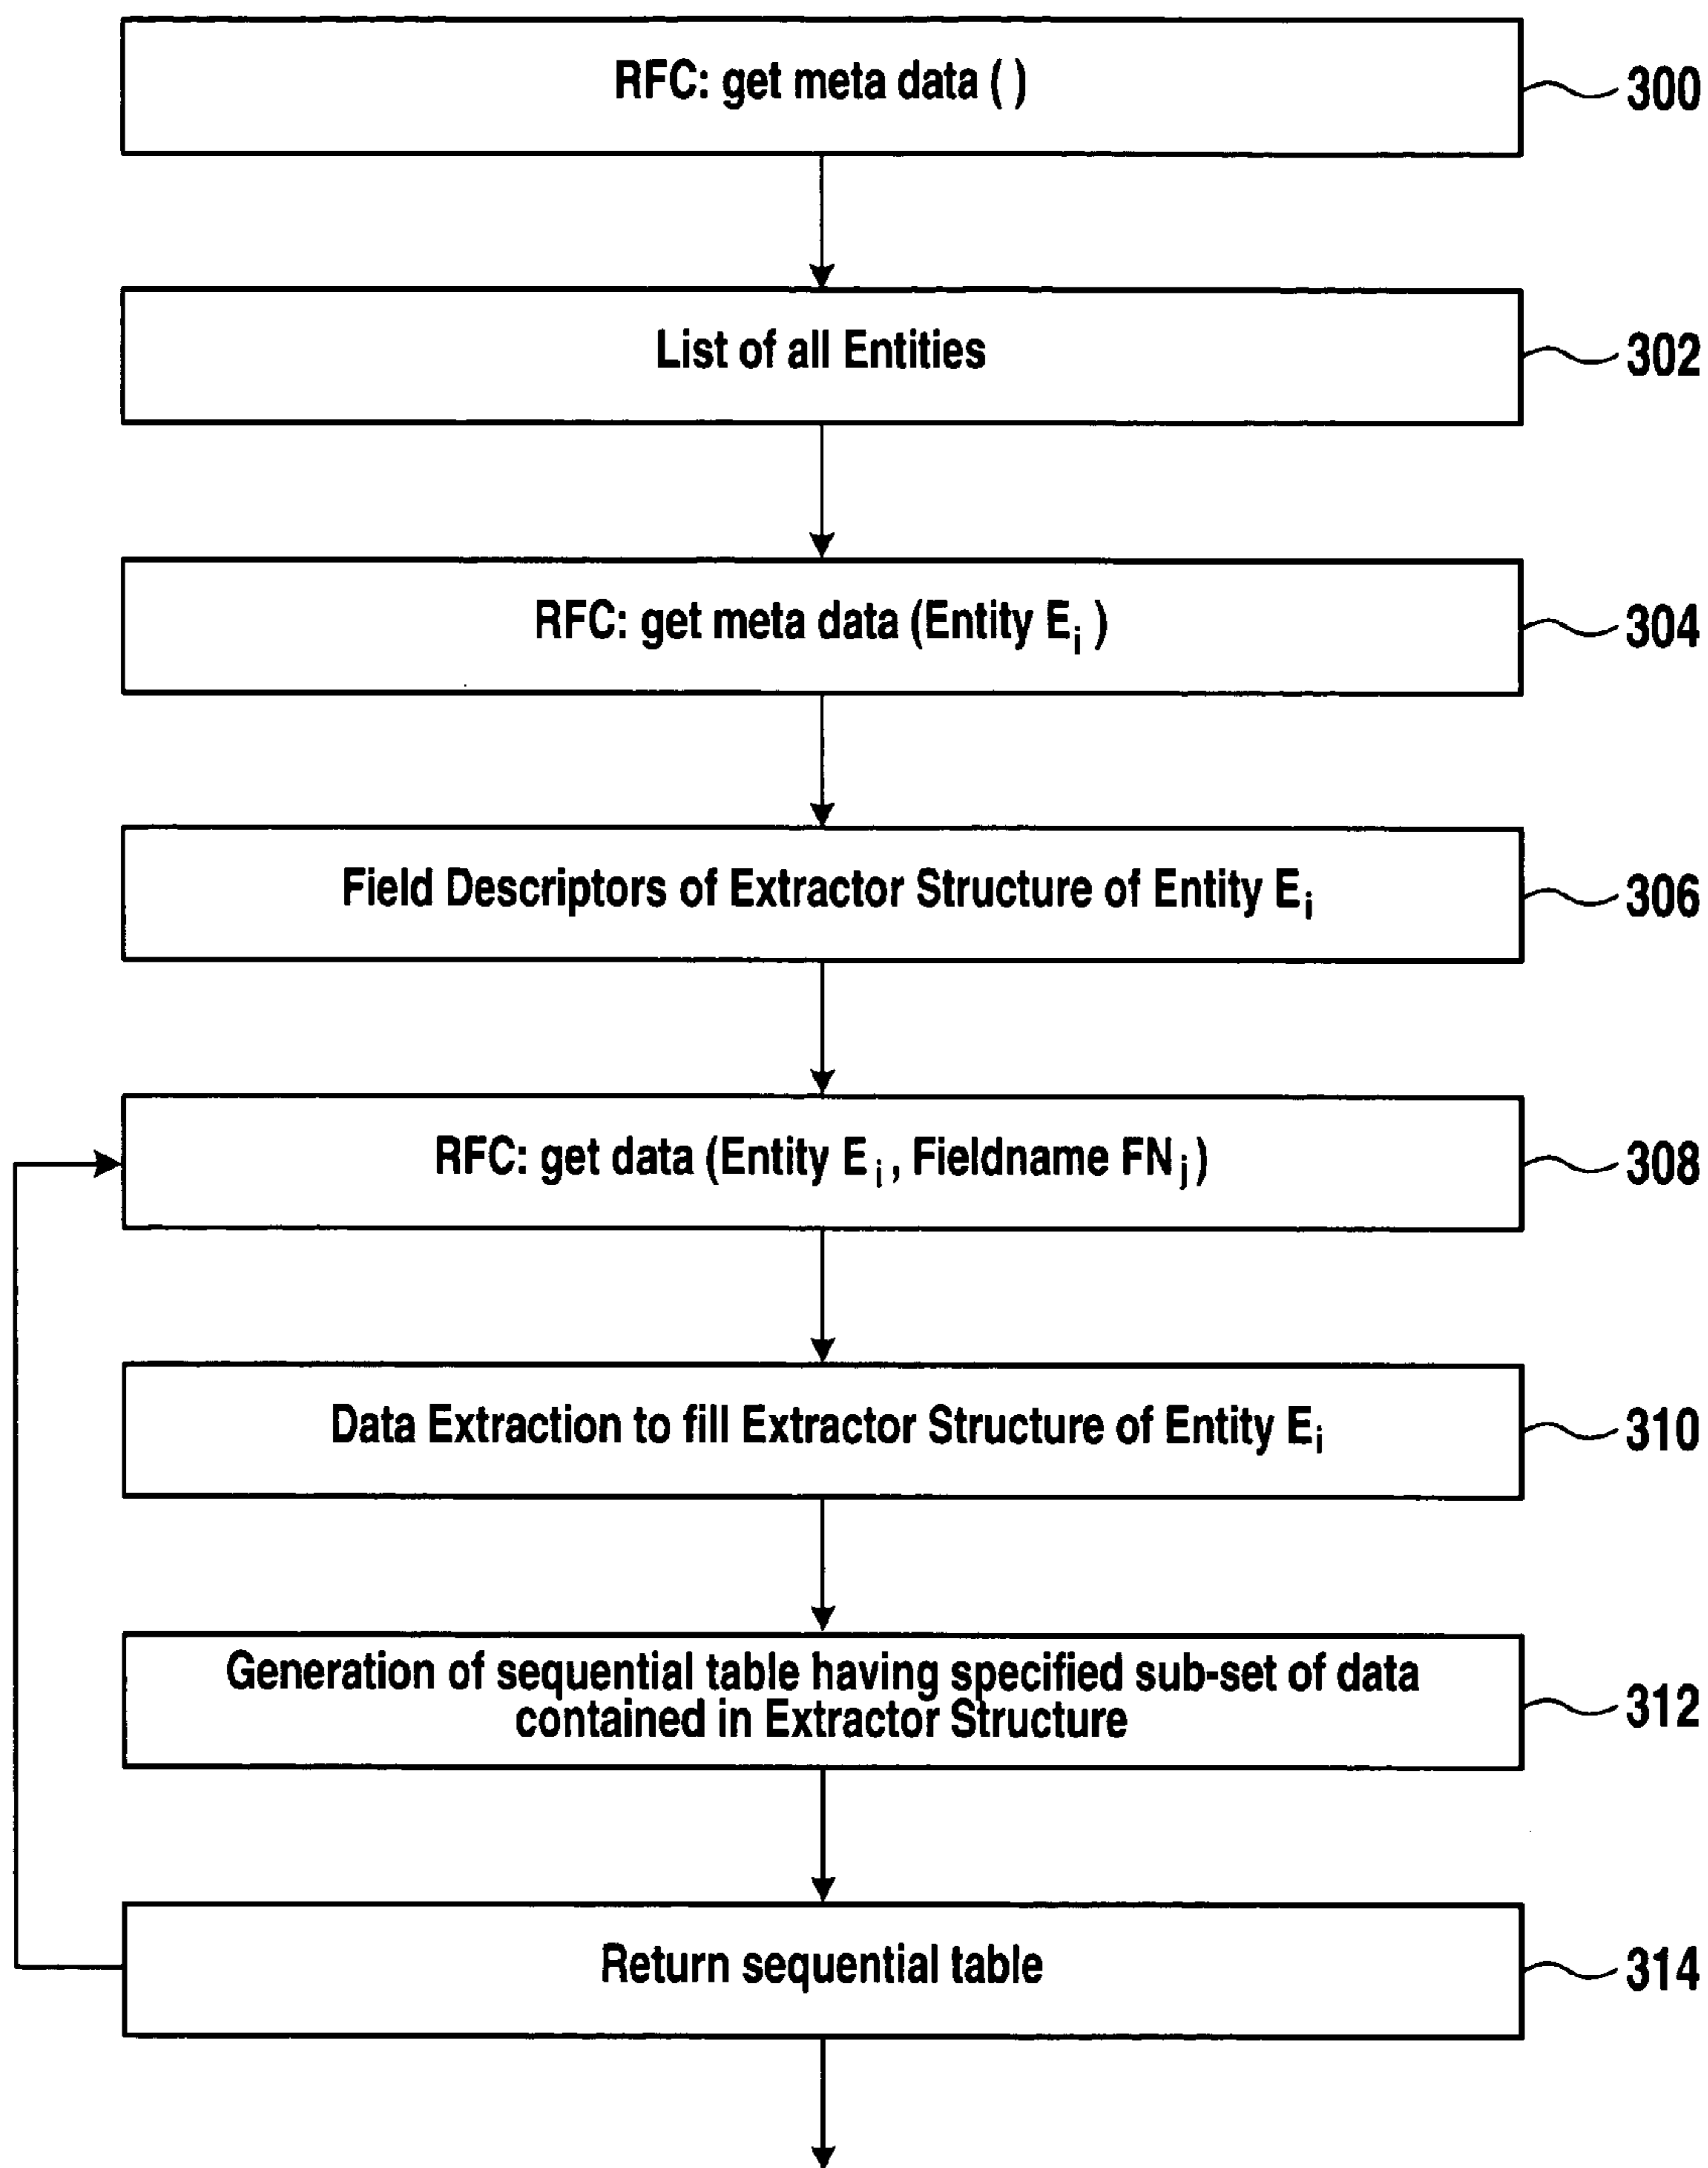 RFC: get meta data ( )
300
List of all Entities
302
RFC: get meta data (Entity Eᵢ )
304
Field Descriptors of Extractor Structure of Entity Eᵢ
306
RFC: get data (Entity Eᵢ , Fieldname FNⱼ )
308
Data Extraction to fill Extractor Structure of Entity Eᵢ
310
Generation of sequential table having specified sub-set of data
contained in Extractor Structure
312
Return sequential table
314